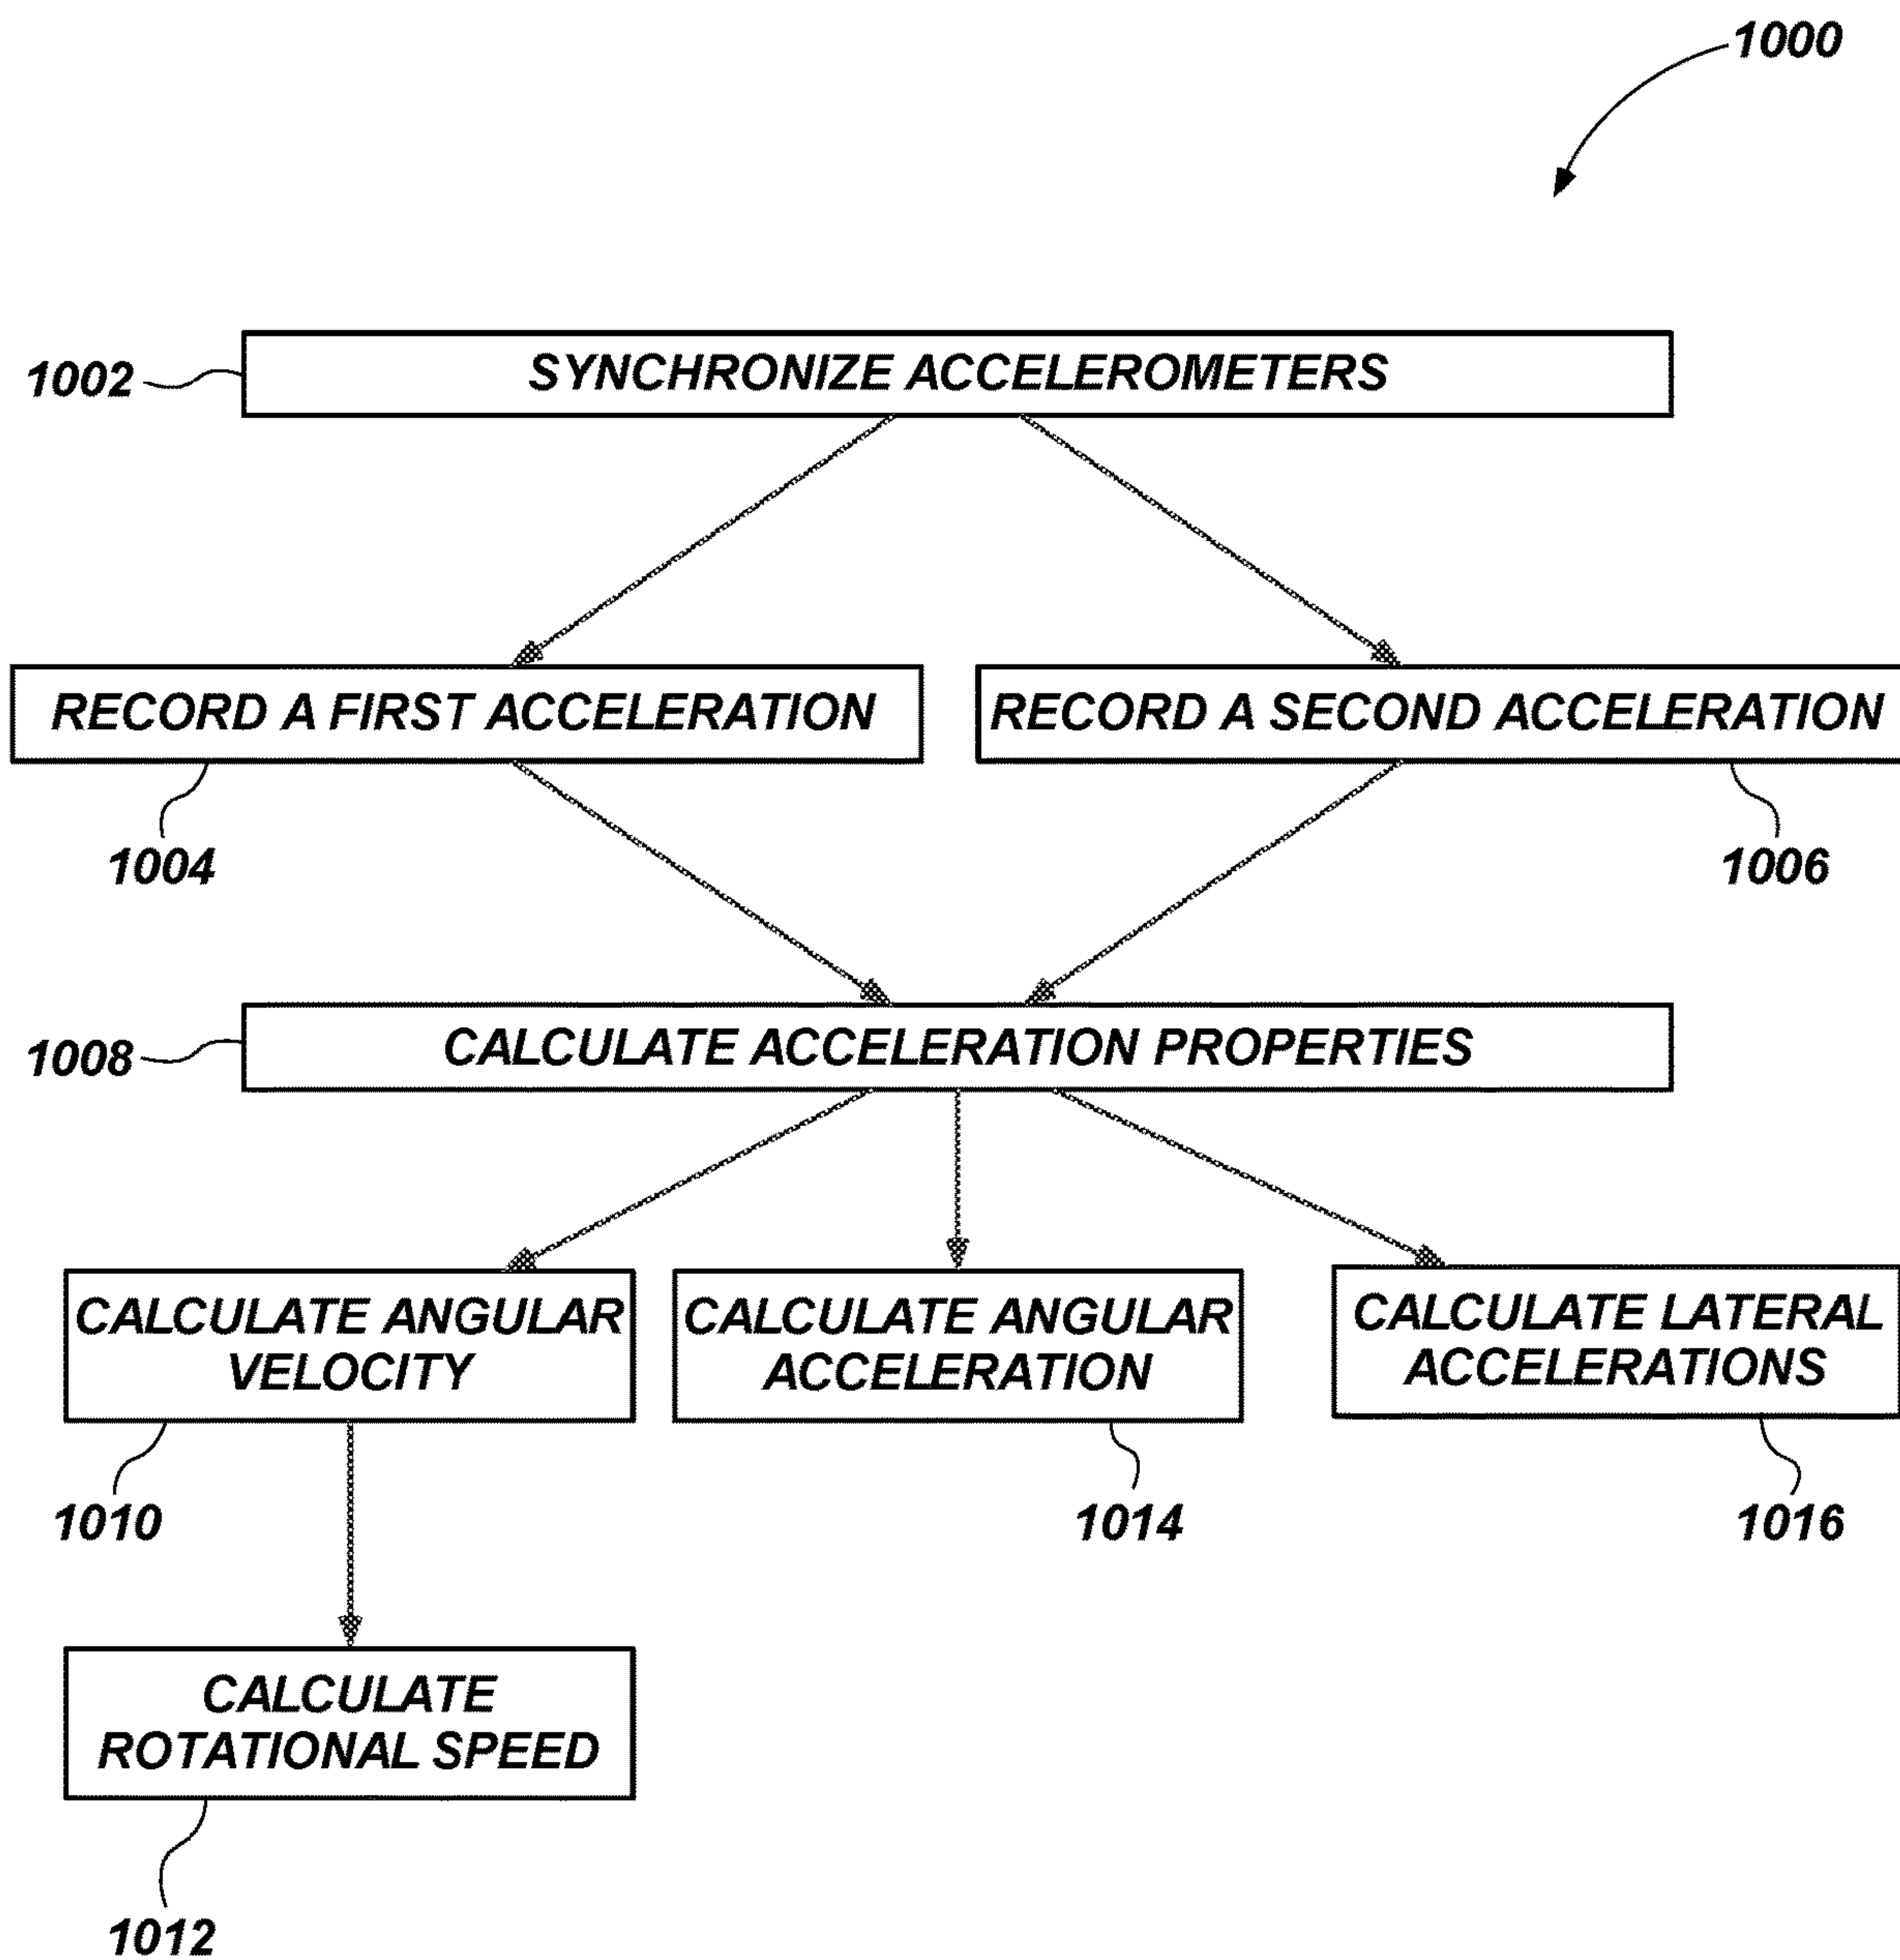 1000
1002
SYNCHRONIZE ACCELEROMETERS
RECORD A FIRST ACCELERATION
RECORD A SECOND ACCELERATION
1004
1006
1008
CALCULATE ACCELERATION PROPERTIES
CALCULATE ANGULAR
VELOCITY
CALCULATE ANGULAR
ACCELERATION
CALCULATE LATERAL
ACCELERATIONS
1010
1014
1016
CALCULATE
ROTATIONAL SPEED
1012